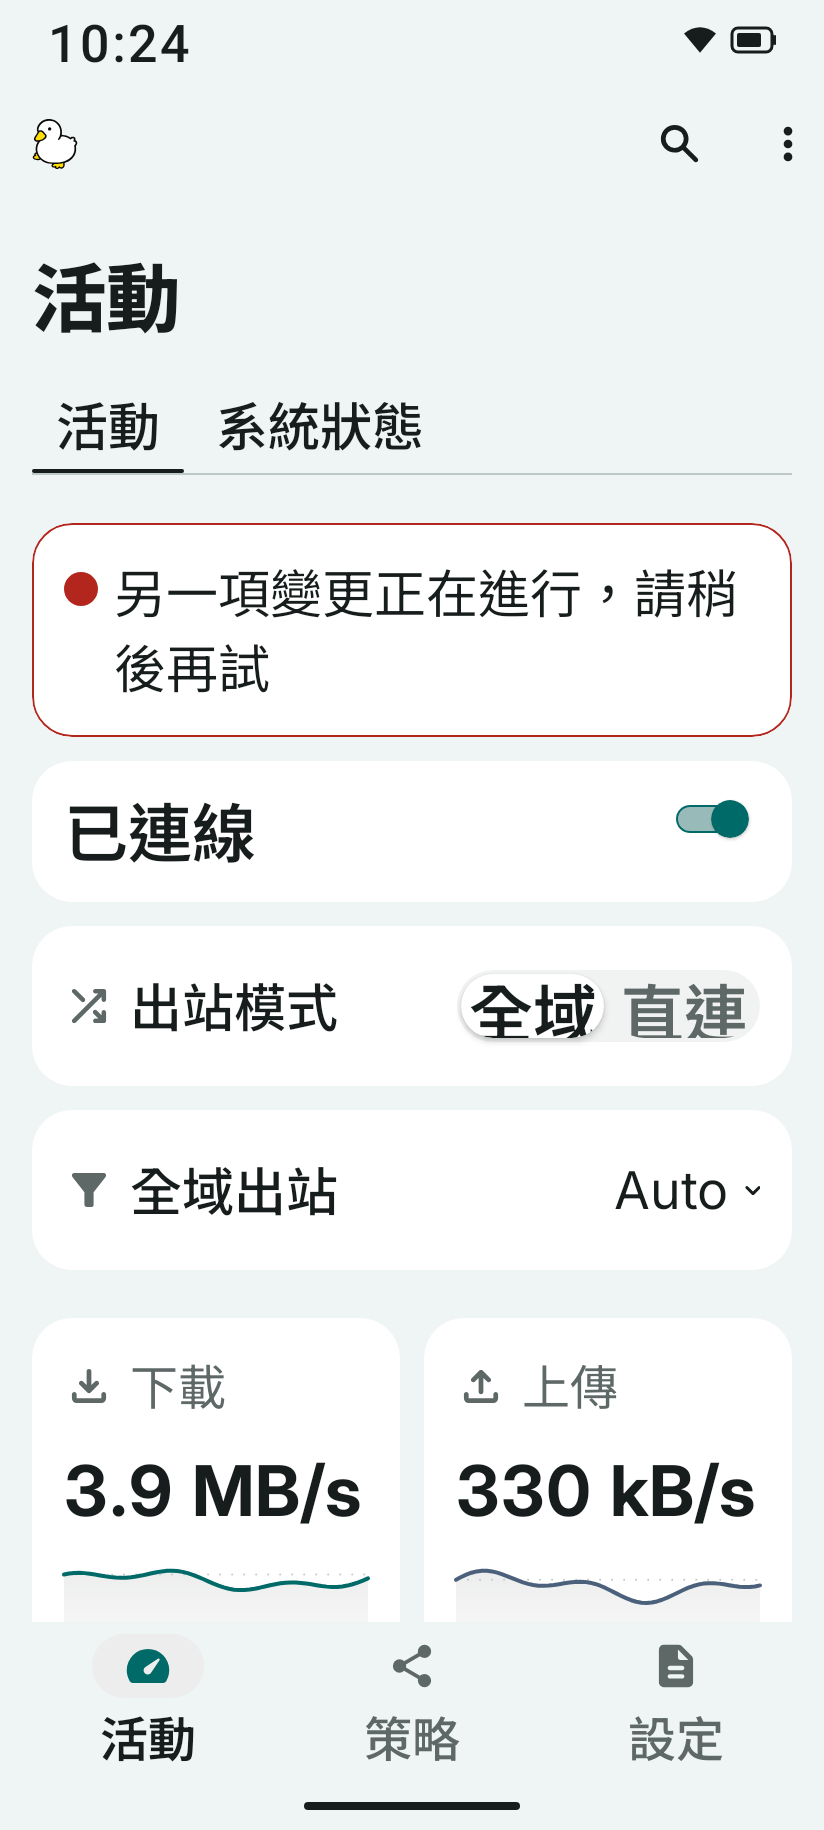 10:24
活動
活動 系統狀態
另一項變更正在進行，請稍
後再試
已連線
出站模式 全域 直連
全域出站 Auto
下載 上傳
3.9 MB/s 330 kB/s
活動 策略 設定